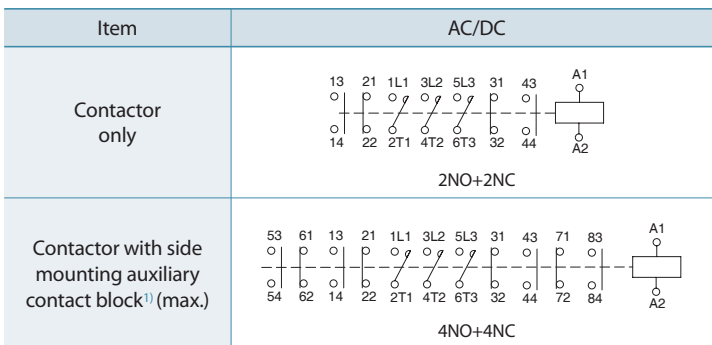 Item AC/DC
Contactor
only
13 21 1L1 3L2 5L3 31 43 A1
14 22 2T1 4T2 6T3 32 44 A2
2NO+2NC
Contactor with side
mounting auxiliary
contact block1) (max.)
53 61 13 21 1L1 3L2 5L3 31 43 71 83 A1
54 62 14 22 2T1 4T2 6T3 32 44 72 84 A2
4NO+4NC